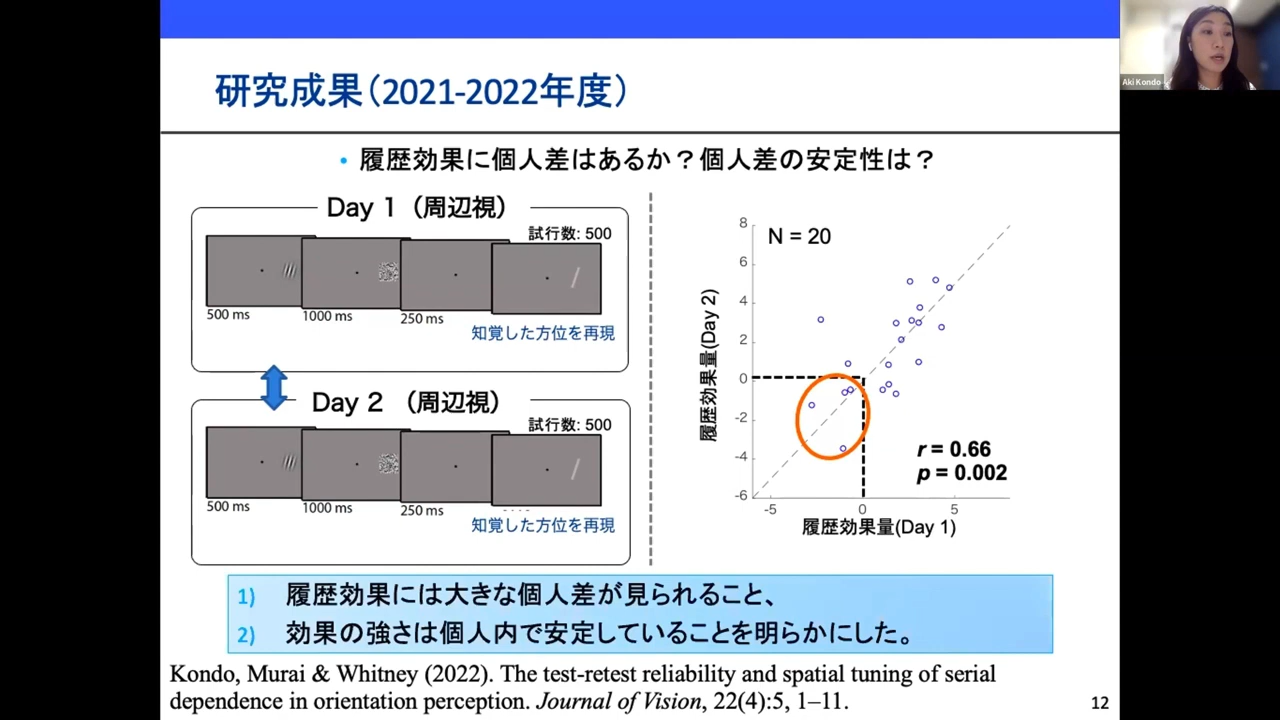 研究成果(2021-2022年度)
Aki Kondo
• 履歴効果に個人差はあるか？個人差の安定性は？
Day 1（周辺視）
試行数: 500
500 ms
1000 ms
250 ms
知覚した方位を再現
Day 2 （周辺視）
試行数: 500
500 ms
1000 ms
250 ms
知覚した方位を再現
N = 20
8
6
4
2
0
-2
-4
-6
-5
0
5
履歴効果量(Day 2)
履歴効果量(Day 1)
r = 0.66
p = 0.002
1) 履歴効果には大きな個人差が見られること、
2) 効果の強さは個人内で安定していることを明らかにした。
Kondo, Murai & Whitney (2022). The test-retest reliability and spatial tuning of serial
dependence in orientation perception. Journal of Vision, 22(4):5, 1–11.
12